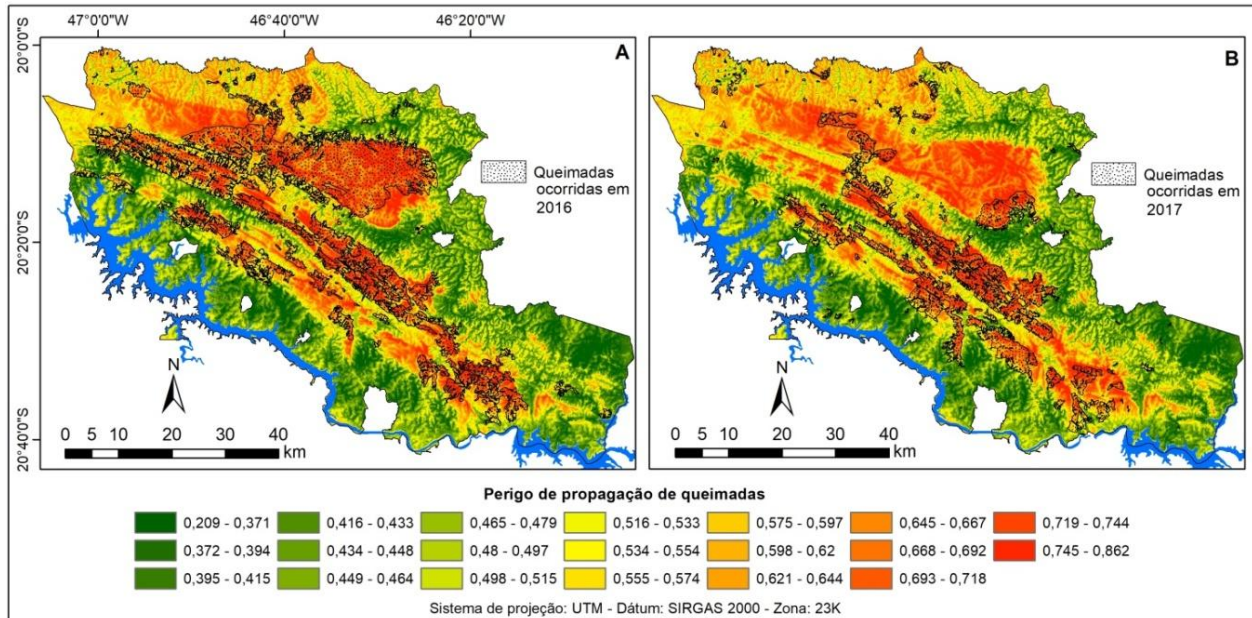 47°0'0"W 46°40'0"W 46°20'0"W
20°0'0"S
20°20'0"S
20°40'0"S
A
Queimadas
ocorridas em
2016
N
0 5 10 20 30 40
km
B
Queimadas
ocorridas em
2017
N
0 5 10 20 30 40
km
Perigo de propagação de queimadas
0,209 - 0,371 0,416 - 0,433 0,465 - 0,479 0,516 - 0,533 0,575 - 0,597 0,645 - 0,667 0,719 - 0,744
0,372 - 0,394 0,434 - 0,448 0,48 - 0,497 0,534 - 0,554 0,598 - 0,62 0,668 - 0,692 0,745 - 0,862
0,395 - 0,415 0,449 - 0,464 0,498 - 0,515 0,555 - 0,574 0,621 - 0,644 0,693 - 0,718
Sistema de projeção: UTM - Dátum: SIRGAS 2000 - Zona: 23K